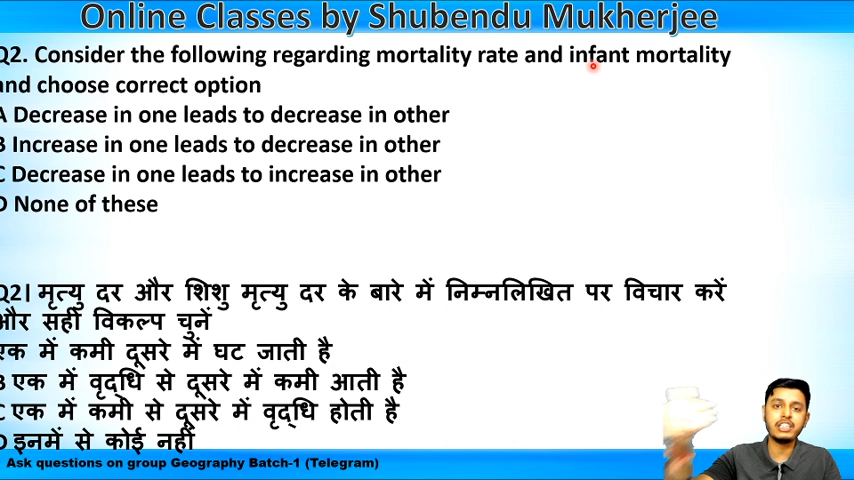 Online Classes by Shubendu Mukherjee
Q2. Consider the following regarding mortality rate and infant mortality
and choose correct option
A Decrease in one leads to decrease in other
B Increase in one leads to decrease in other
C Decrease in one leads to increase in other
D None of these
Q2। मृत्यु दर और शिशु मृत्यु दर के बारे में निम्नलिखित पर विचार करें
और सही विकल्प चुनें
एक में कमी दूसरे में घट जाती है
B एक में वृद्धि से दूसरे में कमी आती है
C एक में कमी से दूसरे में वृद्धि होती है
D इनमें से कोई नहीं
Ask questions on group Geography Batch-1 (Telegram)